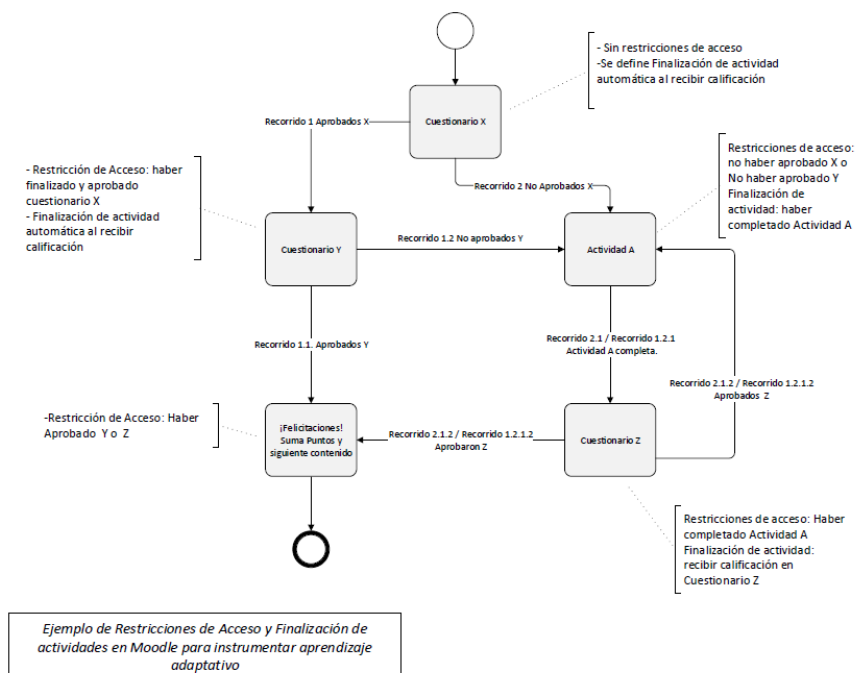 - Sin restricciones de acceso
-Se define Finalización de actividad
automática al recibir calificación
Cuestionario X
Recorrido 1 Aprobados X
Recorrido 2 No Aprobados X
- Restricción de Acceso: haber
finalizado y aprobado
cuestionario X
- Finalización de actividad
automática al recibir
calificación
Restricciones de acceso:
no haber aprobado X o
No haber aprobado Y
Finalización de
actividad: haber
completado Actividad A
Cuestionario Y
Recorrido 1.2 No aprobados Y
Actividad A
Recorrido 1.1. Aprobados Y
Recorrido 2.1 / Recorrido 1.2.1
Actividad A completa.
Recorrido 2.1.2 / Recorrido 1.2.1.2
Aprobados Z
-Restricción de Acceso: Haber
Aprobado Y o Z
¡Felicitaciones!
Suma Puntos y
siguiente contenido
Recorrido 2.1.2 / Recorrido 1.2.1.2
Aprobaron Z
Cuestionario Z
Restricciones de acceso: Haber
completado Actividad A
Finalización de actividad:
recibir calificación en
Cuestionario Z
Ejemplo de Restricciones de Acceso y Finalización de
actividades en Moodle para instrumentar aprendizaje
adaptativo